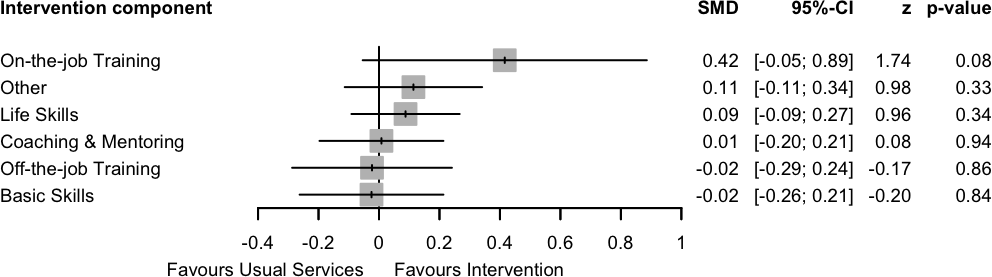 Intervention component SMD 95%-CI z p-value
On-the-job Training 0.42 [-0.05; 0.89] 1.74 0.08
Other 0.11 [-0.11; 0.34] 0.98 0.33
Life Skills 0.09 [-0.09; 0.27] 0.96 0.34
Coaching & Mentoring 0.01 [-0.20; 0.21] 0.08 0.94
Off-the-job Training -0.02 [-0.29; 0.24] -0.17 0.86
Basic Skills -0.02 [-0.26; 0.21] -0.20 0.84
-0.4 -0.2 0 0.2 0.4 0.6 0.8 1
Favours Usual Services Favours Intervention